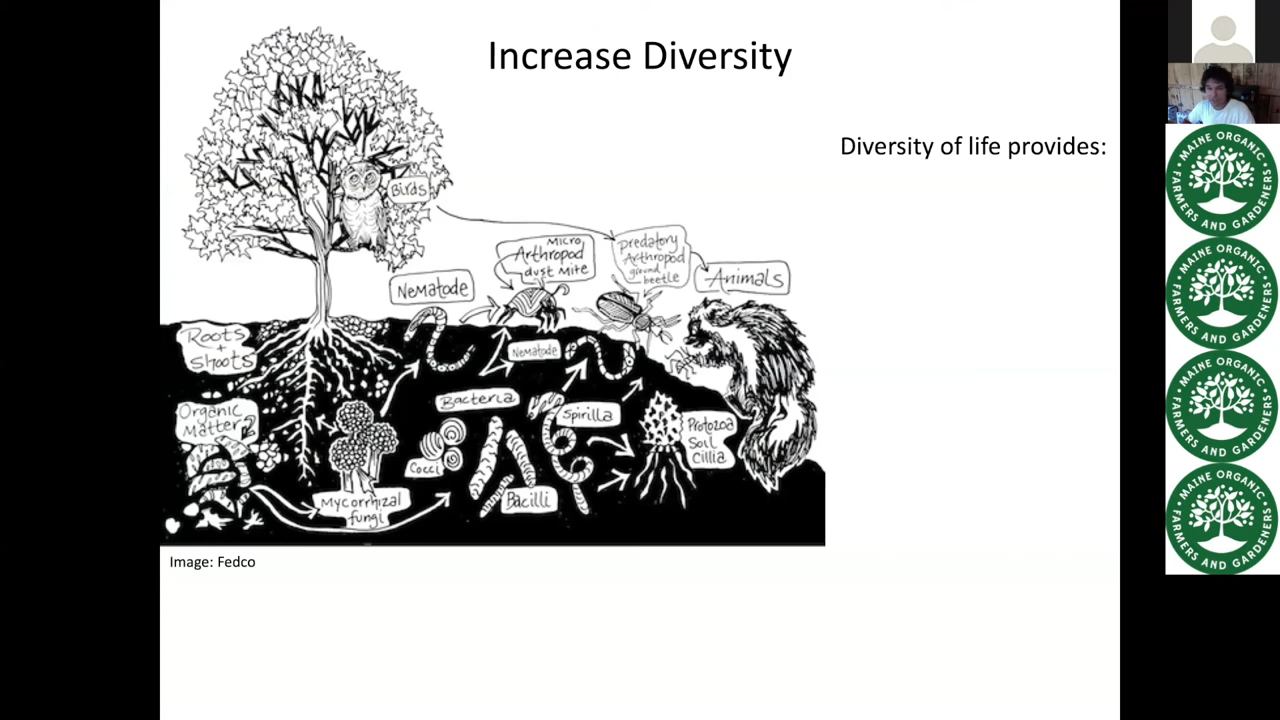 Increase Diversity
Diversity of life provides:
Birds
Micro
Arthropod
dust mite
predatory
Arthropod
ground
beetle
Animals
Nematode
Roots
+
Shoots
Nematode
Organic
Matter
Bacteria
Spirilla
Protozoa
Soil
cillia
Cocci
Mycorrhizal
fungi
Bacilli
Image: Fedco
MAINE ORGANIC
FARMERS AND GARDENERS
MAINE ORGANIC
FARMERS AND GARDENERS
MAINE ORGANIC
FARMERS AND GARDENERS
MAINE ORGANIC
FARMERS AND GARDENERS